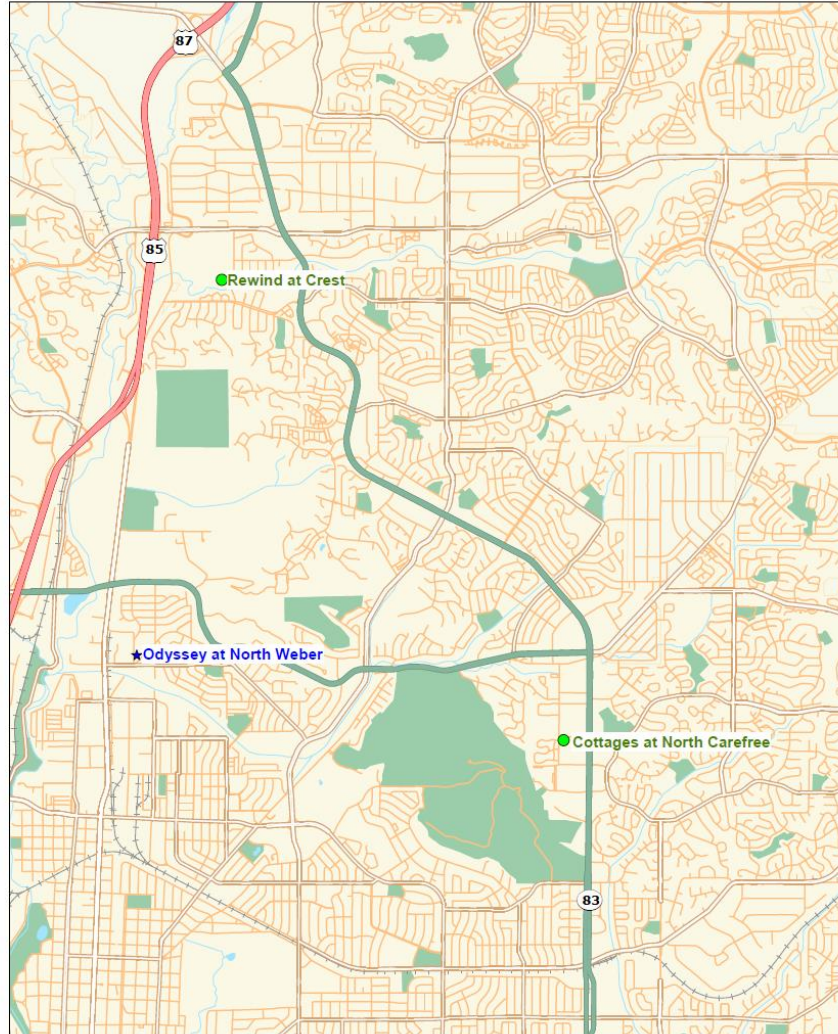 87
85
Rewind at Crest
Odyssey at North Weber
Cottages at North Carefree
83